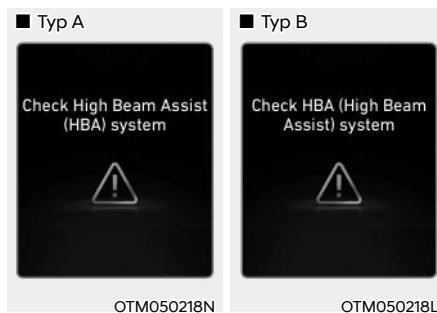 ■ Typ A
Check High Beam Assist
(HBA) system
OTM050218N
■ Typ B
Check HBA (High Beam
Assist) system
OTM050218L